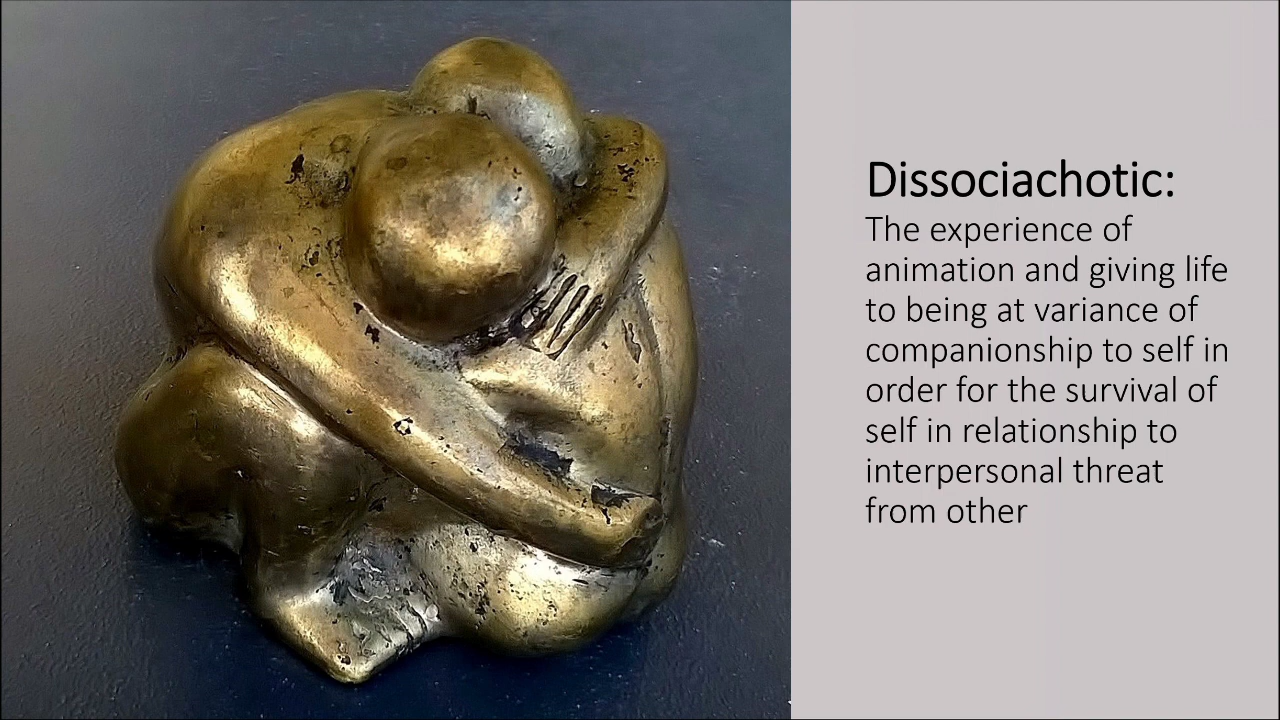 Dissociachotic:
The experience of
animation and giving life
to being at variance of
companionship to self in
order for the survival of
self in relationship to
interpersonal threat
from other